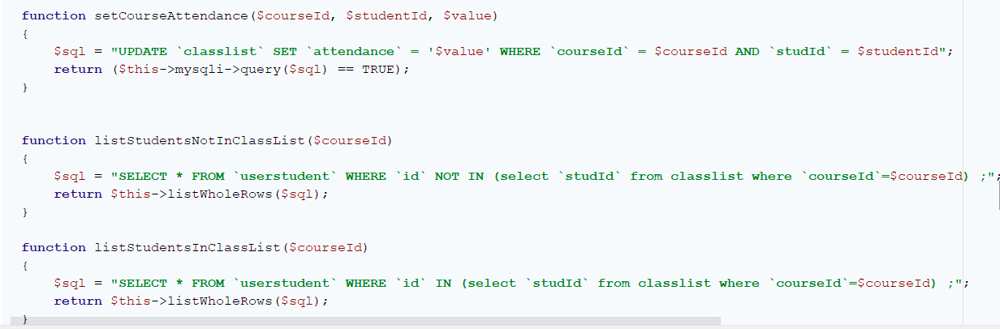 function setCourseAttendance($courseId, $studentId, $value)
{
    $sql = "UPDATE `classlist` SET `attendance` = '$value' WHERE `courseId` = $courseId AND `studId` = $studentId";
    return ($this->mysqli->query($sql) == TRUE);
}
function listStudentsNotInClassList($courseId)
{
    $sql = "SELECT * FROM `userstudent` WHERE `id` NOT IN (select `studId` from classlist where `courseId`=$courseId) ;";
    return $this->listWholeRows($sql);
}
function listStudentsInClassList($courseId)
{
    $sql = "SELECT * FROM `userstudent` WHERE `id` IN (select `studId` from classlist where `courseId`=$courseId) ;";
    return $this->listWholeRows($sql);
}